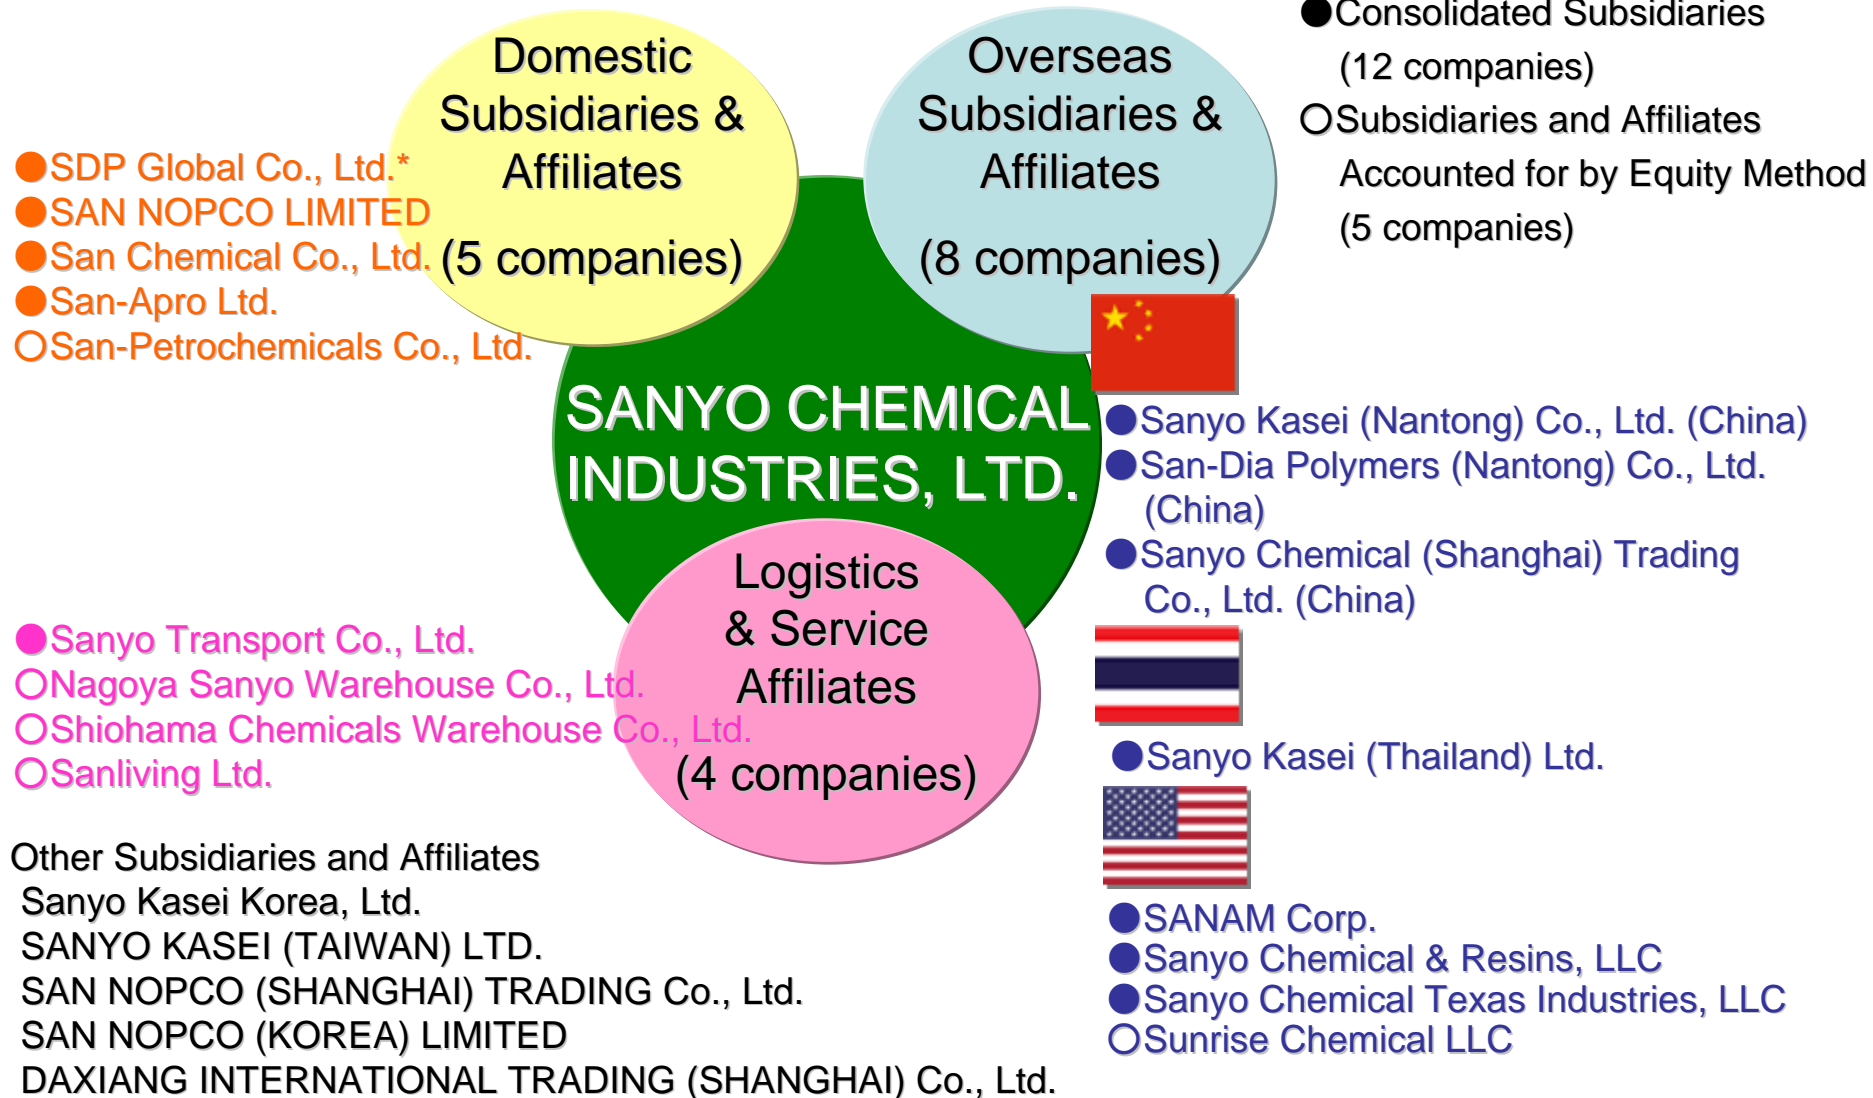 Domestic
Subsidiaries &
Affiliates
(5 companies)
Overseas
Subsidiaries &
Affiliates
(8 companies)
●Consolidated Subsidiaries
(12 companies)
○Subsidiaries and Affiliates
Accounted for by Equity Method
(5 companies)
●SDP Global Co., Ltd.*
●SAN NOPCO LIMITED
●San Chemical Co., Ltd.
●San-Apro Ltd.
○San-Petrochemicals Co., Ltd.
SANYO CHEMICAL
INDUSTRIES, LTD.
●Sanyo Kasei (Nantong) Co., Ltd. (China)
●San-Dia Polymers (Nantong) Co., Ltd.
(China)
●Sanyo Chemical (Shanghai) Trading
Co., Ltd. (China)
Logistics
& Service
Affiliates
(4 companies)
●Sanyo Transport Co., Ltd.
○Nagoya Sanyo Warehouse Co., Ltd.
○Shiohama Chemicals Warehouse Co., Ltd.
○Sanliving Ltd.
●Sanyo Kasei (Thailand) Ltd.
●SANAM Corp.
●Sanyo Chemical & Resins, LLC
●Sanyo Chemical Texas Industries, LLC
○Sunrise Chemical LLC
Other Subsidiaries and Affiliates
Sanyo Kasei Korea, Ltd.
SANYO KASEI (TAIWAN) LTD.
SAN NOPCO (SHANGHAI) TRADING Co., Ltd.
SAN NOPCO (KOREA) LIMITED
DAXIANG INTERNATIONAL TRADING (SHANGHAI) Co., Ltd.